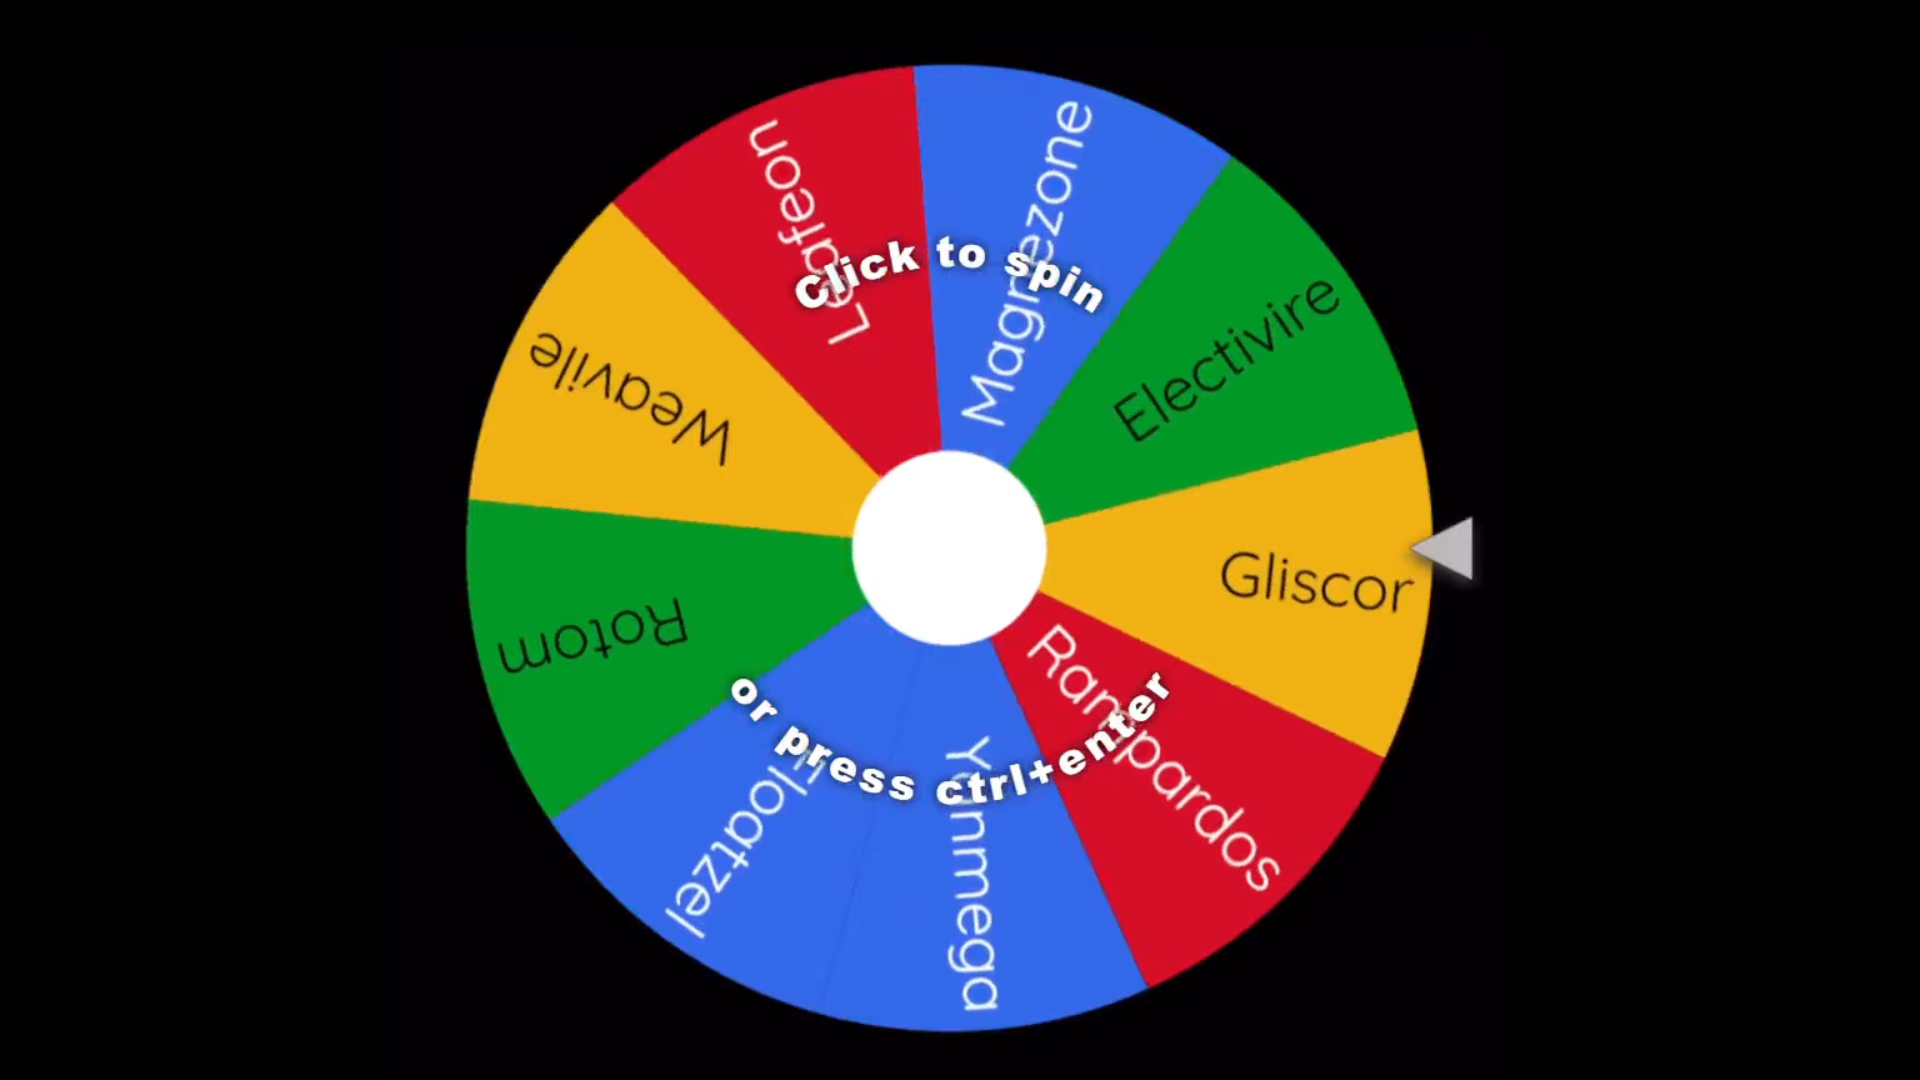 Click to spin
or press ctrl+enter
Magnezone
Electivire
Gliscor
Rampardos
Yanmega
Floatzel
Rotom
Weavile
Leafeon